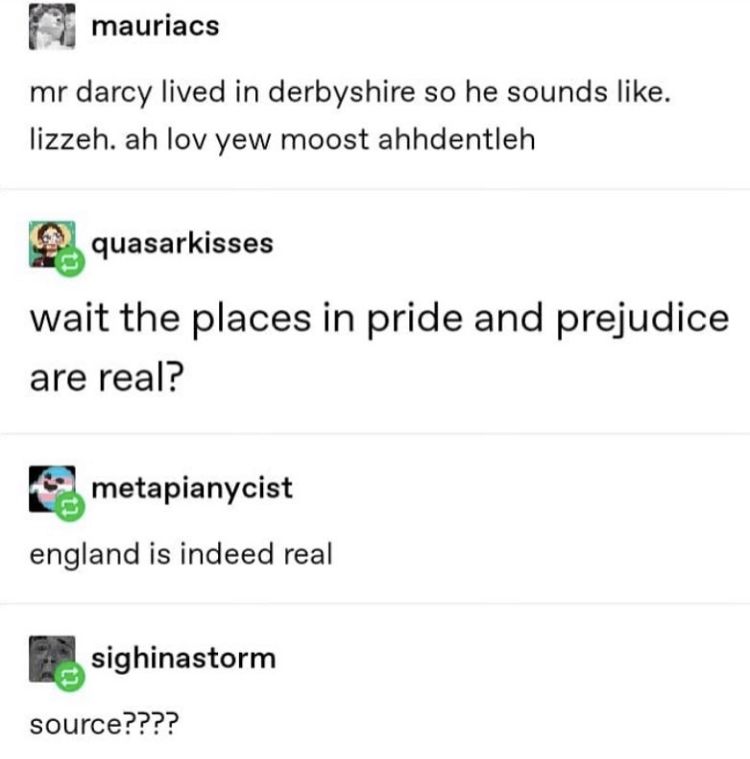 mauriacs
mr darcy lived in derbyshire so he sounds like.
lizzeh. ah lov yew moost ahhdentleh
quasarkisses
wait the places in pride and prejudice
are real?
metapianycist
england is indeed real
sighinastorm
source????